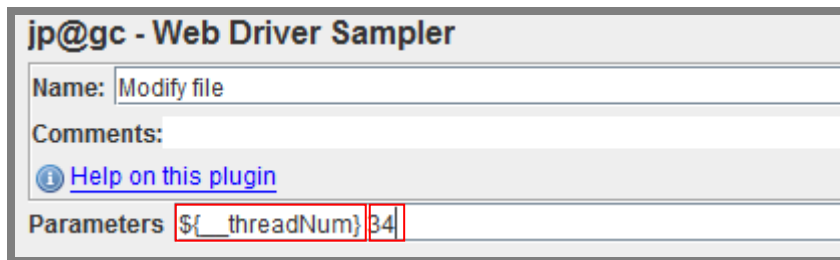 jp@gc - Web Driver Sampler
Name: Modify file
Comments:
Help on this plugin
Parameters ${__threadNum} 34